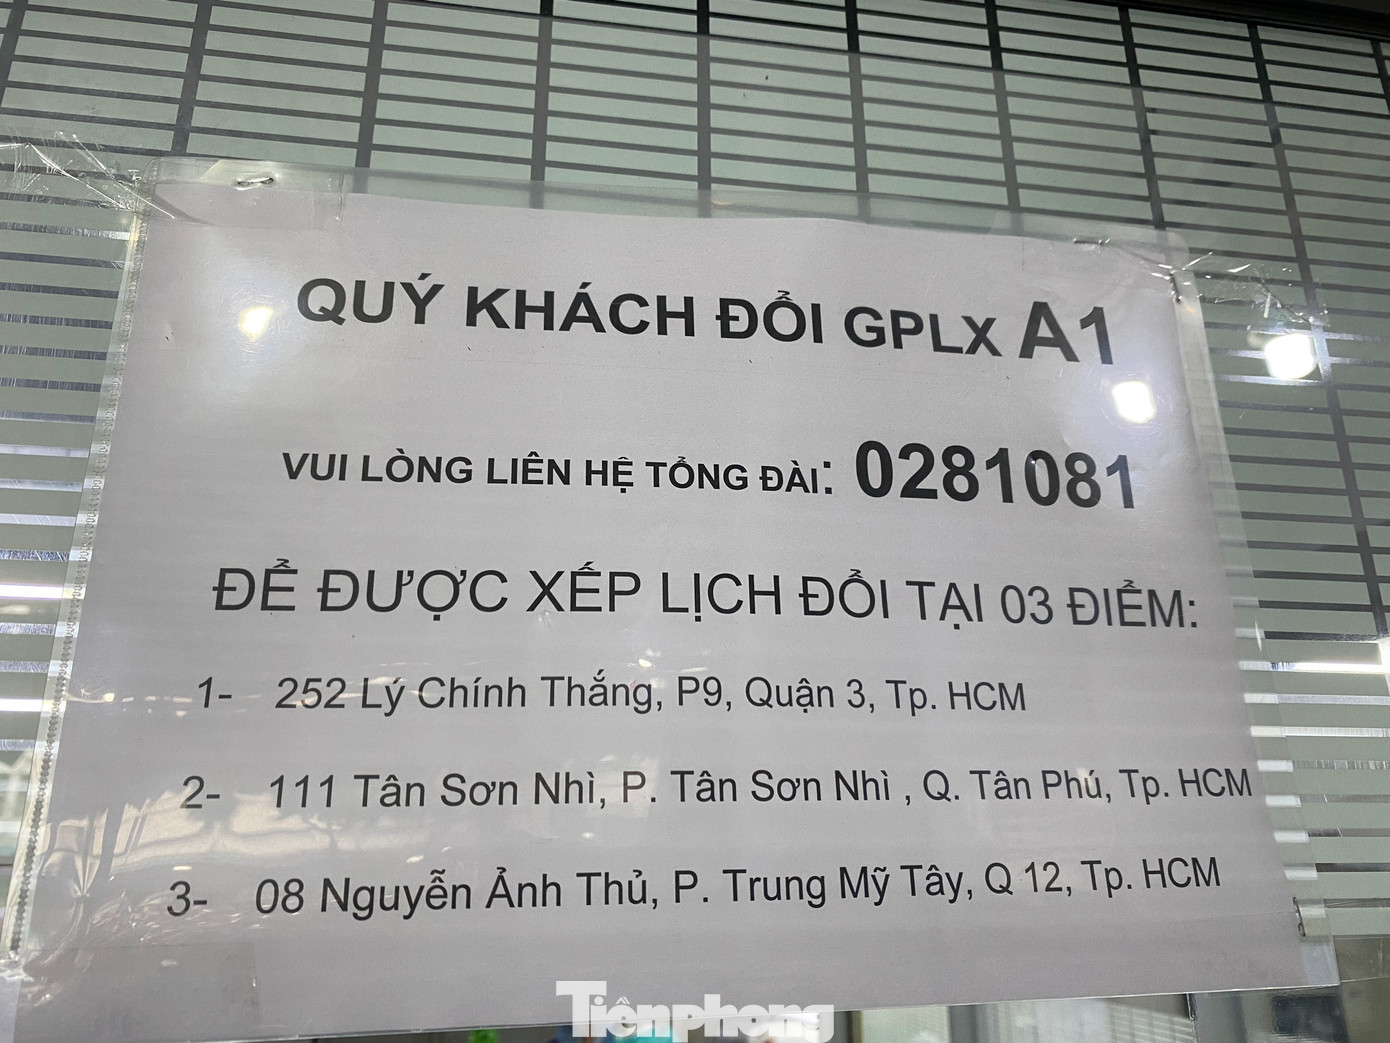 QUÝ KHÁCH ĐỔI GPLX A1
VUI LÒNG LIÊN HỆ TỔNG ĐÀI: 0281081
ĐỂ ĐƯỢC XẾP LỊCH ĐỔI TẠI 03 ĐIỂM:
1- 252 Lý Chính Thắng, P9, Quận 3, Tp. HCM
2- 111 Tân Sơn Nhì, P. Tân Sơn Nhì , Q. Tân Phú, Tp. HCM
3- 08 Nguyễn Ảnh Thủ, P. Trung Mỹ Tây, Q 12, Tp. HCM
Tiềnphong